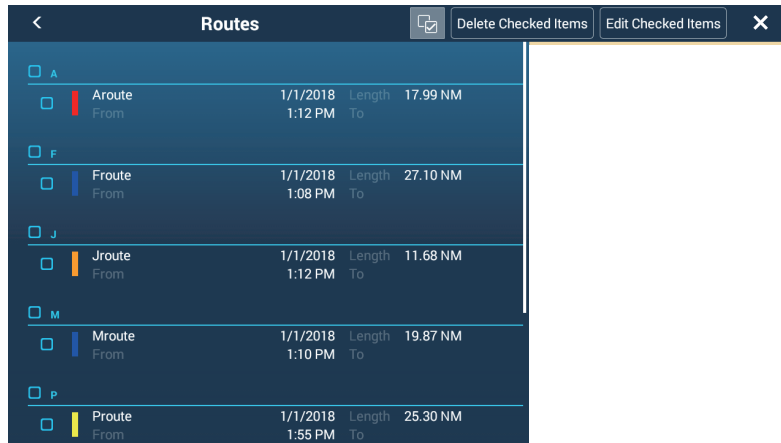 Routes Delete Checked Items Edit Checked Items
A
Aroute 1/1/2018 Length 17.99 NM
From 1:12 PM To
F
Froute 1/1/2018 Length 27.10 NM
From 1:08 PM To
J
Jroute 1/1/2018 Length 11.68 NM
From 1:12 PM To
M
Mroute 1/1/2018 Length 19.87 NM
From 1:10 PM To
P
Proute 1/1/2018 Length 25.30 NM
From 1:55 PM To